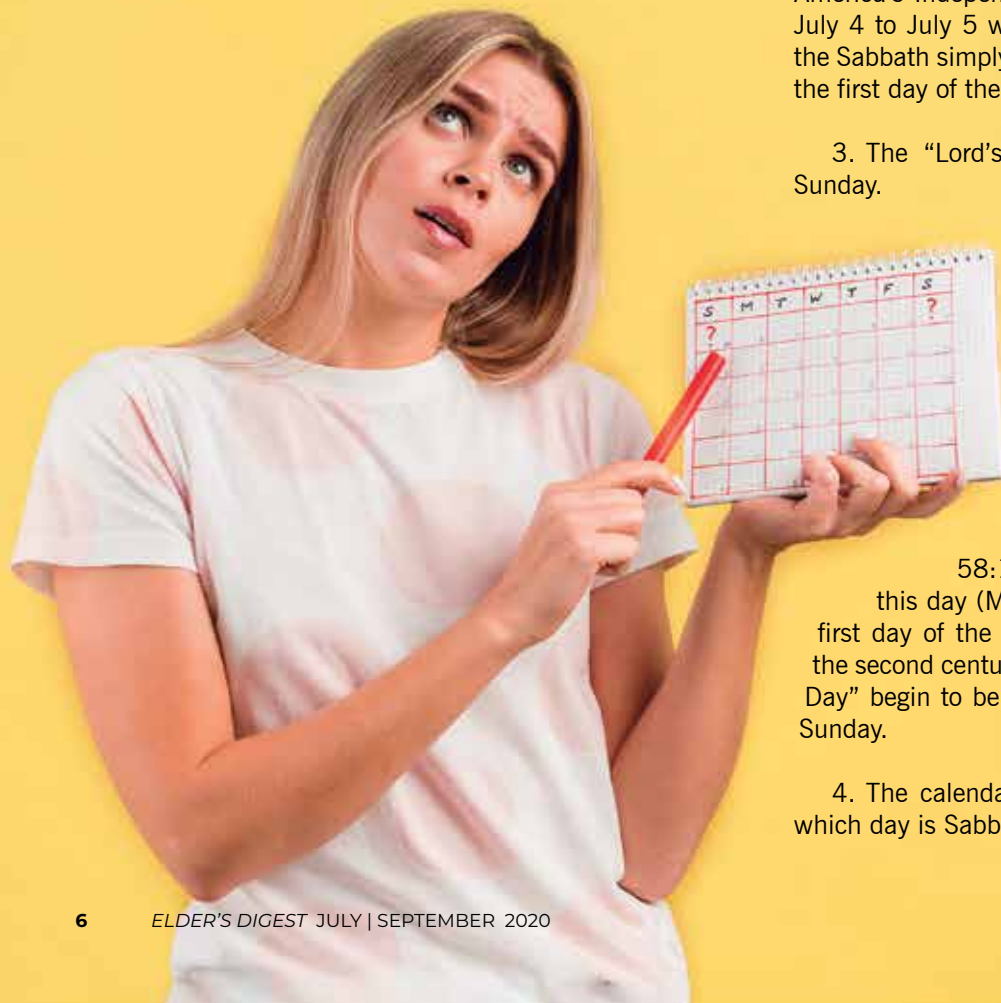 America's Indepen
July 4 to July 5 w
the Sabbath simply
the first day of the
3. The “Lord's
Sunday.
S M T W T F S
? ?
58:1
this day (M
first day of the
the second centu
Day” begin to be
Sunday.
4. The calenda
which day is Sabb
6 ELDER'S DIGEST JULY | SEPTEMBER 2020